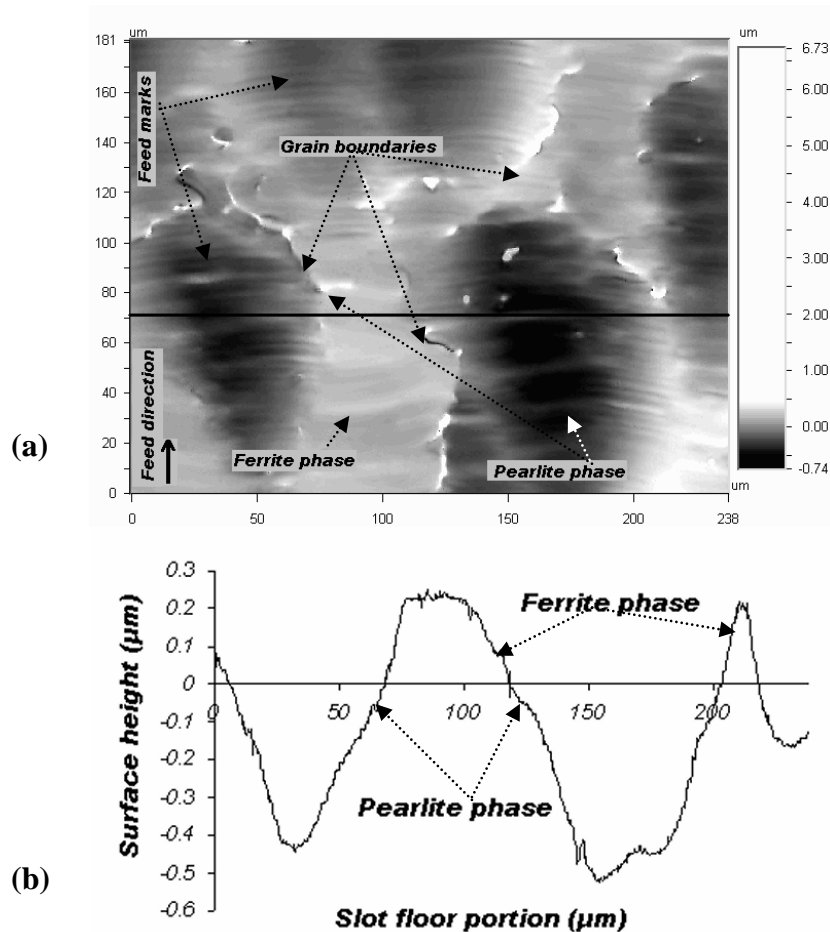 um
181
160
140
120
100
80
60
40
20
0
Feed marks
Grain boundaries
Feed direction
Ferrite phase
Pearlite phase
um
0
50
100
150
200
238
6.73
6.00
5.00
4.00
3.00
2.00
1.00
0.00
-0.74
um
(a)
0.3
0.2
0.1
0
-0.1
-0.2
-0.3
-0.4
-0.5
-0.6
Surface height (µm)
Ferrite phase
0
50
100
150
200
Pearlite phase
(b)
Slot floor portion (µm)